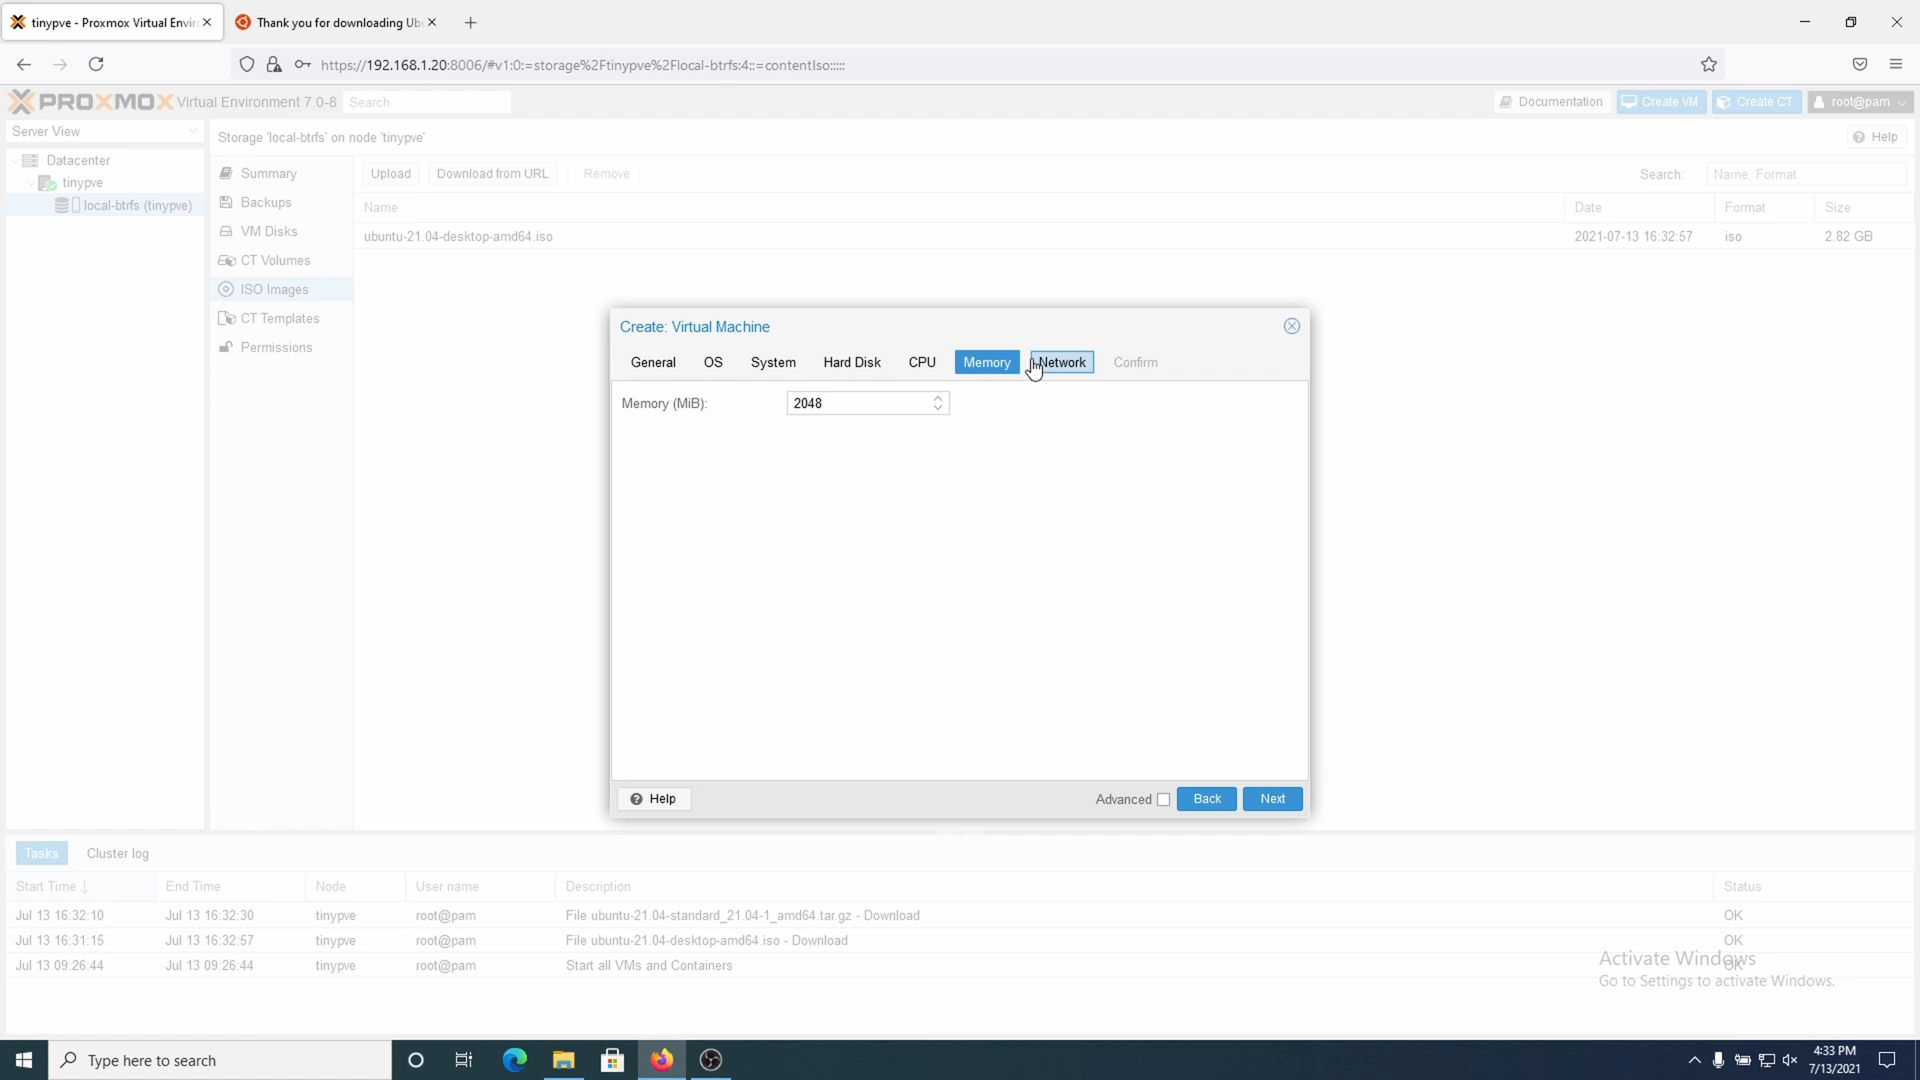 tinypve - Proxmox Virtual Envir
Thank you for downloading Ub
https://192.168.1.20:8006/#v1:0:=storage%2Ftinypve%2Flocal-btrfs:4::=contentIso:::::
PROXMOX Virtual Environment 7.0-8 Search Documentation Create VM Create CT root@pam
Server View
Storage 'local-btrfs' on node 'tinypve' Help
Datacenter
tinypve
local-btrfs (tinypve)
Summary
Backups
VM Disks
CT Volumes
ISO Images
CT Templates
Permissions
Upload Download from URL Remove Search: Name, Format
Name Date Format Size
ubuntu-21.04-desktop-amd64.iso 2021-07-13 16:32:57 iso 2.82 GB
Create: Virtual Machine
General OS System Hard Disk CPU Memory Network Confirm
Memory (MiB): 2048
Help Advanced Back Next
Tasks Cluster log
Start Time End Time Node User name Description Status
Jul 13 16:32:10 Jul 13 16:32:30 tinypve root@pam File ubuntu-21.04-standard_21.04-1_amd64.tar.gz - Download OK
Jul 13 16:31:15 Jul 13 16:32:57 tinypve root@pam File ubuntu-21.04-desktop-amd64.iso - Download OK
Jul 13 09:26:44 Jul 13 09:26:44 tinypve root@pam Start all VMs and Containers OK
Activate Windows
Go to Settings to activate Windows.
Type here to search
4:33 PM
7/13/2021